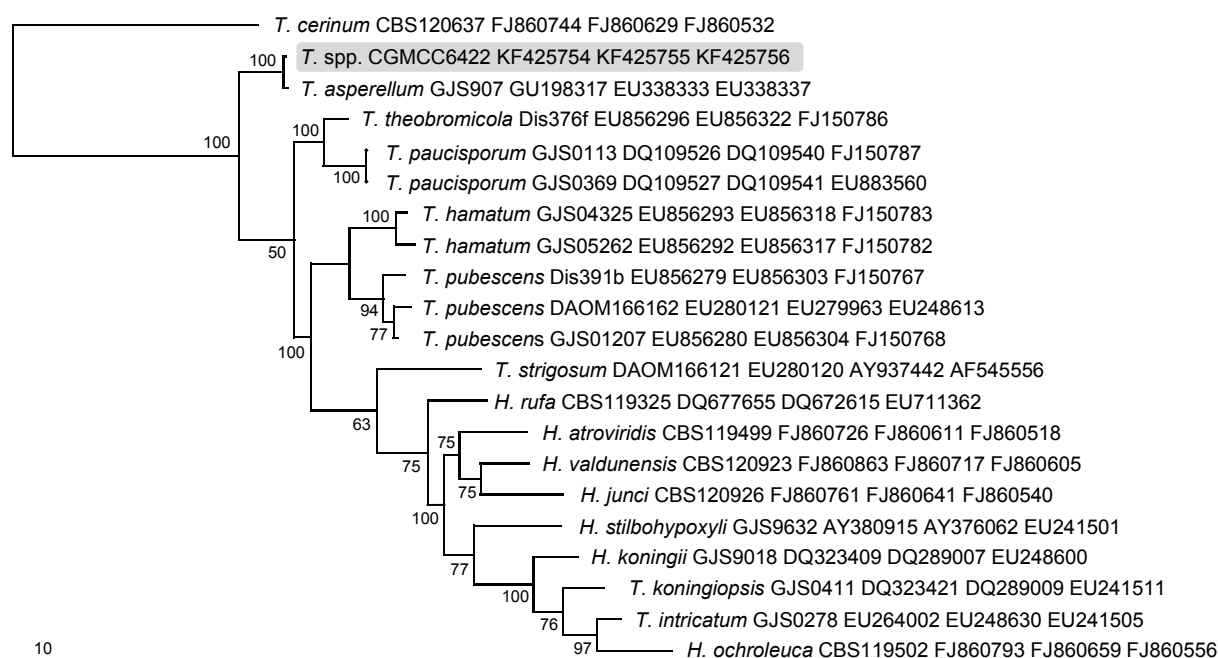 T. cerinum CBS120637 FJ860744 FJ860629 FJ860532
100
T. spp. CGMCC6422 KF425754 KF425755 KF425756
T. asperellum GJS907 GU198317 EU338333 EU338337
100
T. theobromicola Dis376f EU856296 EU856322 FJ150786
100
T. paucisporum GJS0113 DQ109526 DQ109540 FJ150787
100
T. paucisporum GJS0369 DQ109527 DQ109541 EU883560
100
T. hamatum GJS04325 EU856293 EU856318 FJ150783
50
T. hamatum GJS05262 EU856292 EU856317 FJ150782
T. pubescens Dis391b EU856279 EU856303 FJ150767
94
T. pubescens DAOM166162 EU280121 EU279963 EU248613
77
T. pubescens GJS01207 EU856280 EU856304 FJ150768
100
T. strigosum DAOM166121 EU280120 AY937442 AF545556
H. rufa CBS119325 DQ677655 DQ672615 EU711362
63
75
H. atroviridis CBS119499 FJ860726 FJ860611 FJ860518
75
H. valdunensis CBS120923 FJ860863 FJ860717 FJ860605
75
H. junci CBS120926 FJ860761 FJ860641 FJ860540
100
H. stilbohypoxyli GJS9632 AY380915 AY376062 EU241501
H. koningii GJS9018 DQ323409 DQ289007 EU248600
77
T. koningiopsis GJS0411 DQ323421 DQ289009 EU241511
100
T. intricatum GJS0278 EU264002 EU248630 EU241505
76
H. ochroleuca CBS119502 FJ860793 FJ860659 FJ860556
97
10